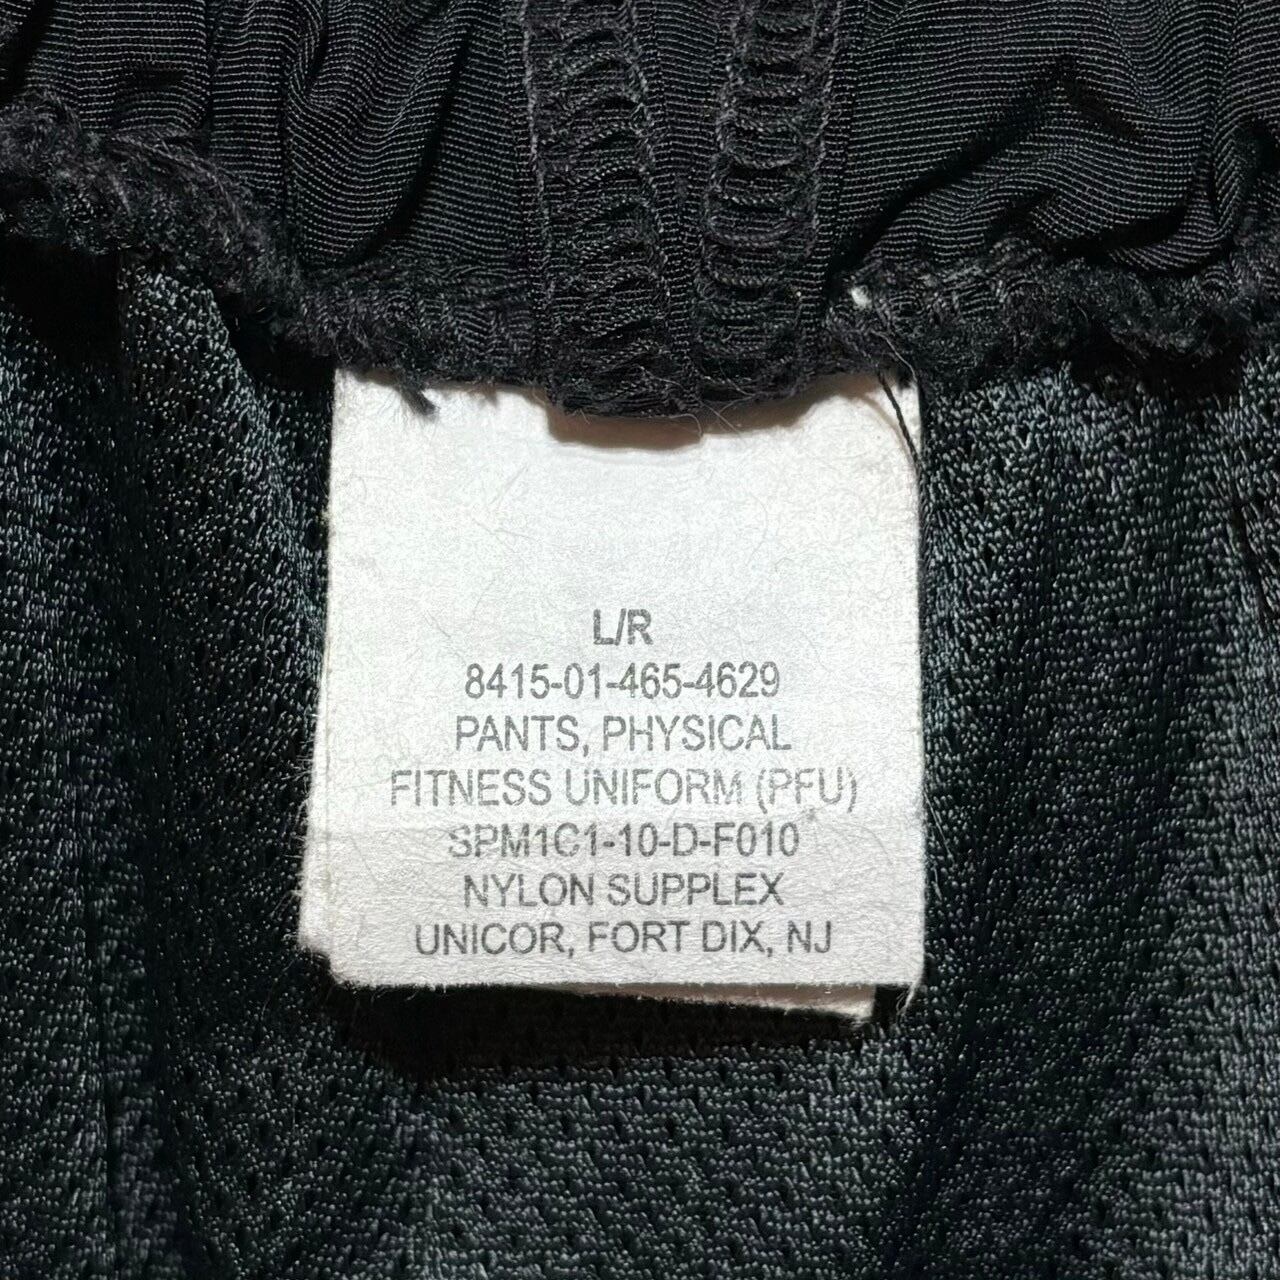 L/R
8415-01-465-4629
PANTS, PHYSICAL
FITNESS UNIFORM (PFU)
SPM1C1-10-D-F010
NYLON SUPPLEX
UNICOR, FORT DIX, NJ